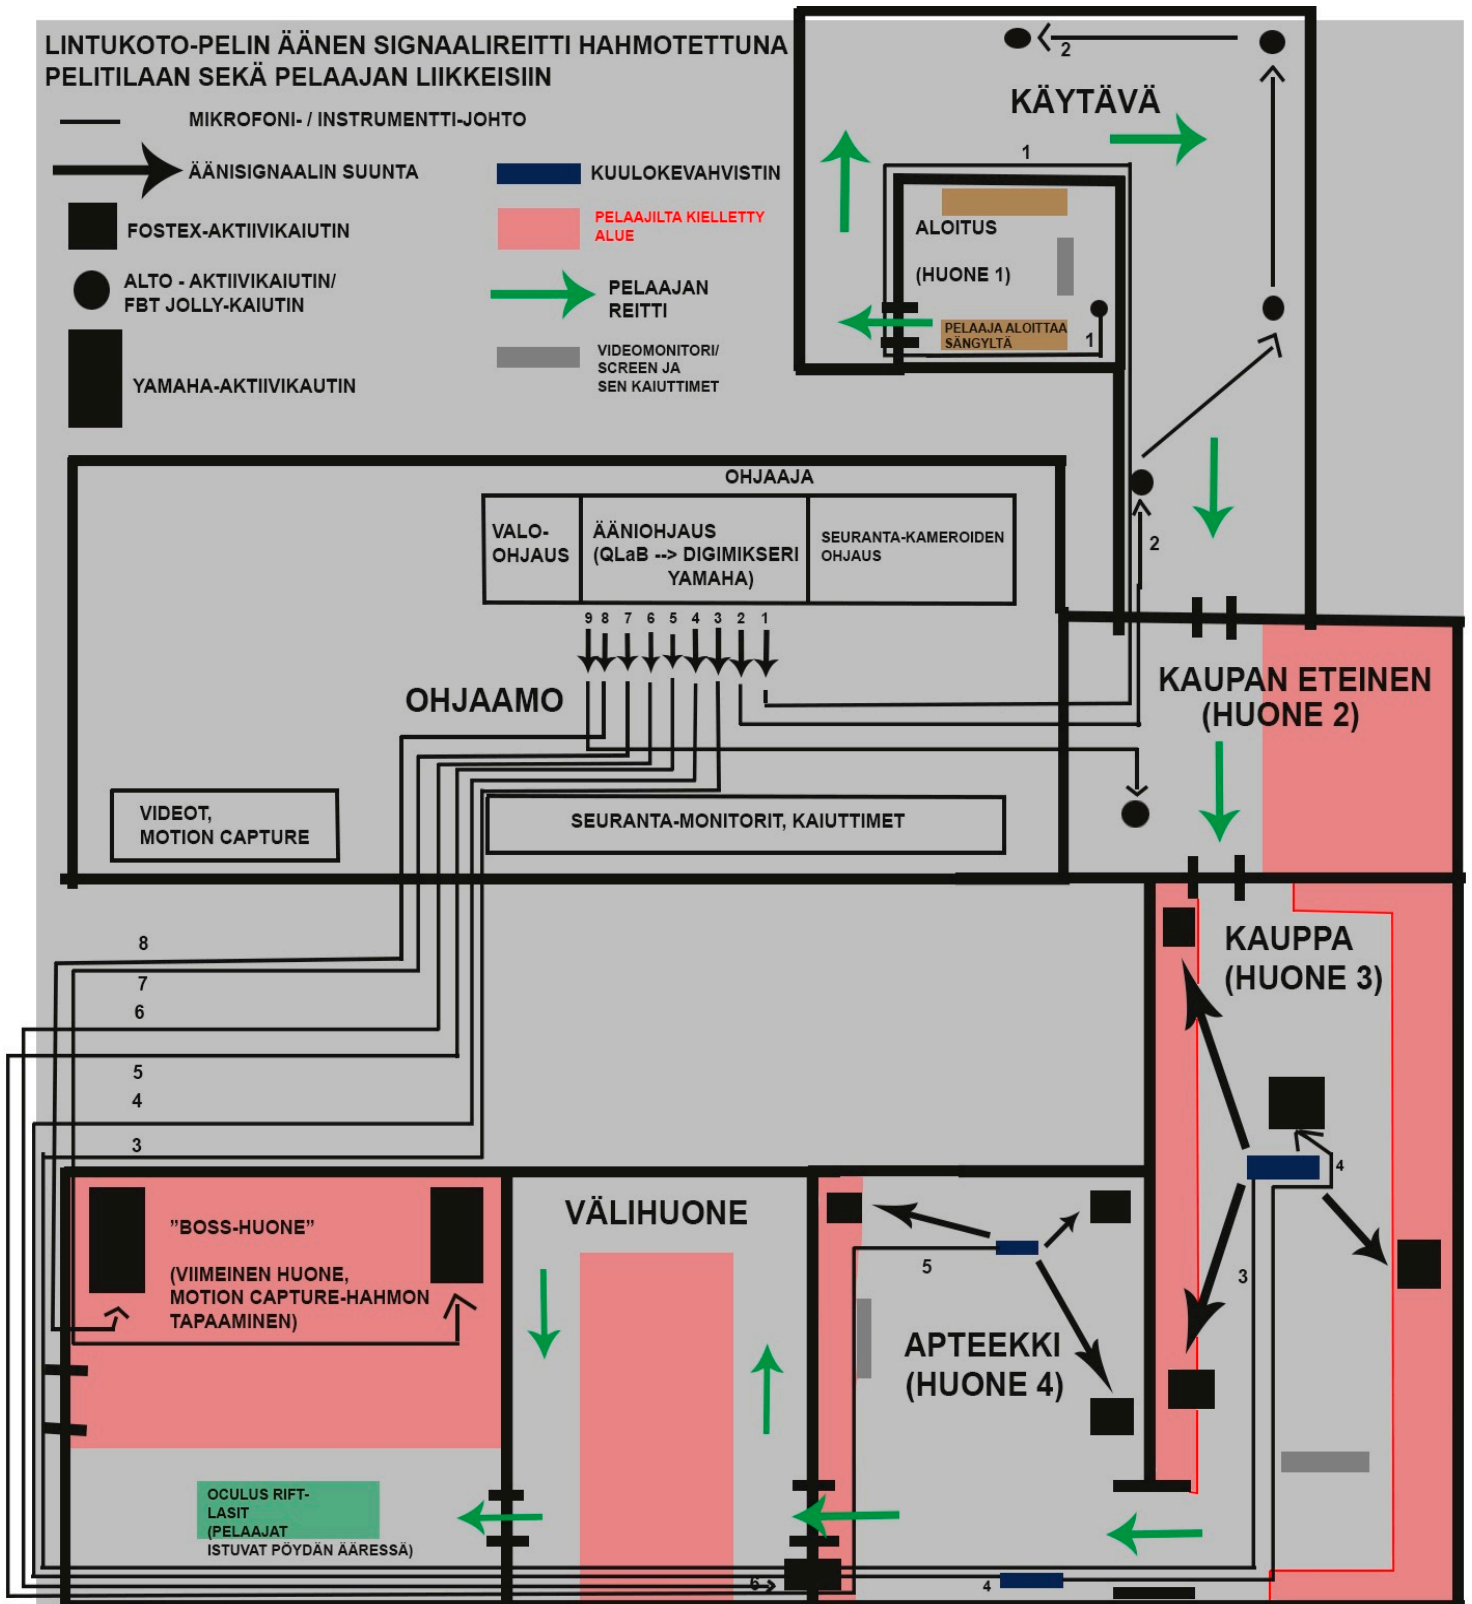 LINTUKOTO-PELIN ÄÄNEN SIGNAALIREITTI HAHMOTETTUNA
PELITILAAN SEKÄ PELAAJAN LIIKKEISIIN
MIKROFONI- / INSTRUMENTTI-JOHTO
ÄÄNISIGNAALIN SUUNTA
FOSTEX-AKTIIVIKAIUTIN
ALTO - AKTIIVIKAIUTIN/
FBT JOLLY-KAIUTIN
YAMAHA-AKTIIVIKAUTIN
KUULOKEVAHVISTIN
PELAAJILTA KIELLETTY
ALUE
PELAAJAN
REITTI
VIDEOMONITORI/
SCREEN JA
SEN KAIUTTIMET
2
KÄYTÄVÄ
1
ALOITUS
(HUONE 1)
PELAAJA ALOITTAA
SÄNGYLTÄ
1
2
OHJAAJA
VALO-
OHJAUS
ÄÄNIOHJAUS
(QLaB --> DIGIMIKSERI
YAMAHA)
SEURANTA-KAMEROIDEN
OHJAUS
9 8 7 6 5 4 3 2 1
OHJAAMO
KAUPAN ETEINEN
(HUONE 2)
VIDEOT,
MOTION CAPTURE
SEURANTA-MONITORIT, KAIUTTIMET
8
7
6
5
4
3
KAUPPA
(HUONE 3)
4
3
"BOSS-HUONE"
(VIIMEINEN HUONE,
MOTION CAPTURE-HAHMON
TAPAAMINEN)
VÄLIHUONE
5
APTEEKKI
(HUONE 4)
OCULUS RIFT-
LASIT
(PELAAJAT
ISTUVAT PÖYDÄN ÄÄRESSÄ)
6
4